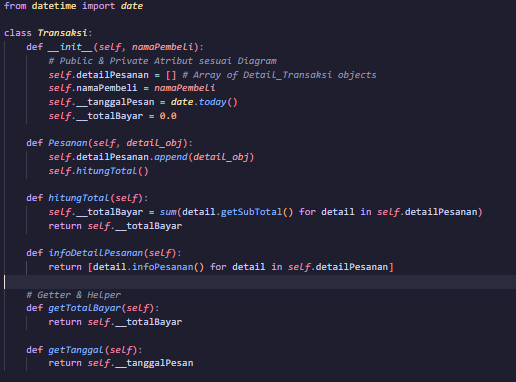 from datetime import date
class Transaksi:
def __init__(self, namaPembeli):
# Public & Private Atribut sesuai Diagram
self.detailPesanan = [] # Array of Detail_Transaksi objects
self.namaPembeli = namaPembeli
self.__tanggalPesan = date.today()
self.__totalBayar = 0.0
def Pesanan(self, detail_obj):
self.detailPesanan.append(detail_obj)
self.hitungTotal()
def hitungTotal(self):
self.__totalBayar = sum(detail.getSubTotal() for detail in self.detailPesanan)
return self.__totalBayar
def infoDetailPesanan(self):
return [detail.infoPesanan() for detail in self.detailPesanan]
# Getter & Helper
def getTotalBayar(self):
return self.__totalBayar
def getTanggal(self):
return self.__tanggalPesan